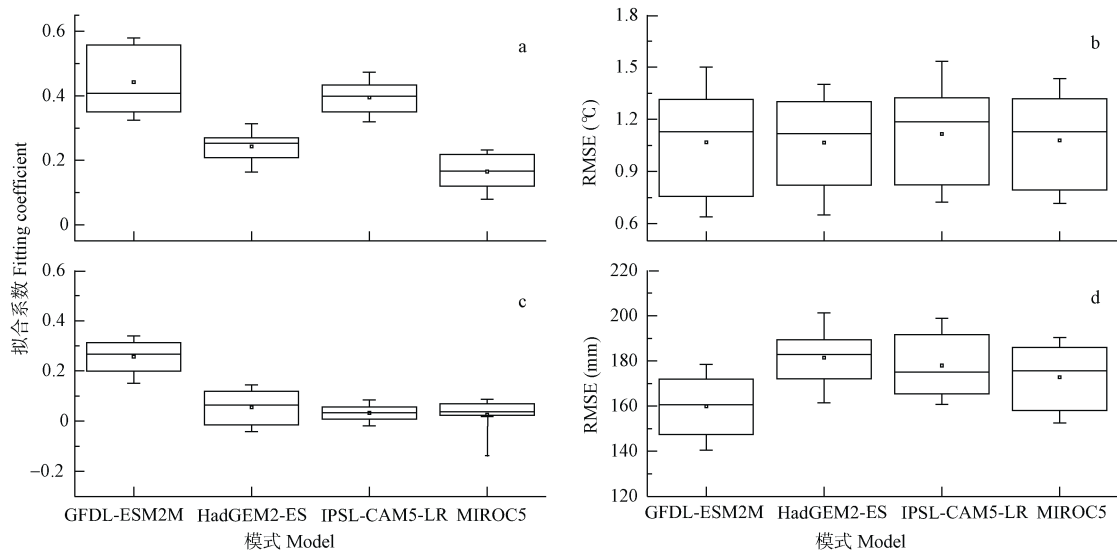 0.6
0.4
0.2
0
a
1.8
1.5
1.2
0.9
0.6
RMSE (℃)
b
拟合系数 Fitting coefficient
0.6
0.4
0.2
0
−0.2
c
GFDL-ESM2M HadGEM2-ES IPSL-CAM5-LR MIROC5
模式 Model
220
200
180
160
140
120
RMSE (mm)
d
GFDL-ESM2M HadGEM2-ES IPSL-CAM5-LR MIROC5
模式 Model